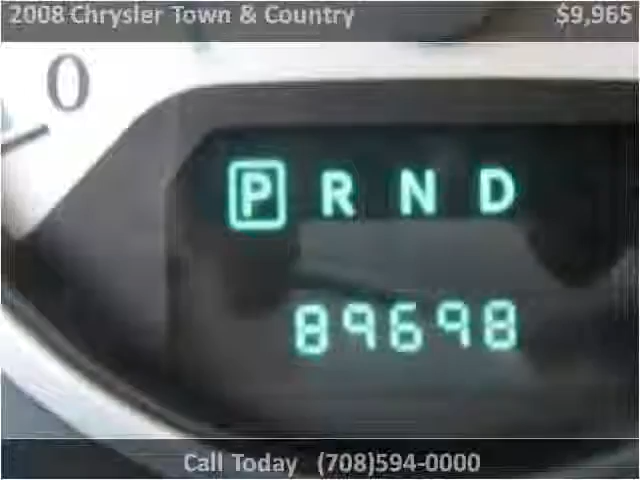 2008 Chrysler Town & Country $9,965
0
P R N D
89698
Call Today (708)594-0000